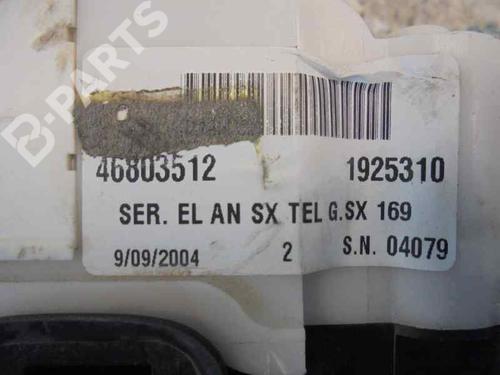 B-PARTS
46803512 1925310
SER. EL AN SX TEL G.SX 169
9/09/2004 2 S.N. 04079